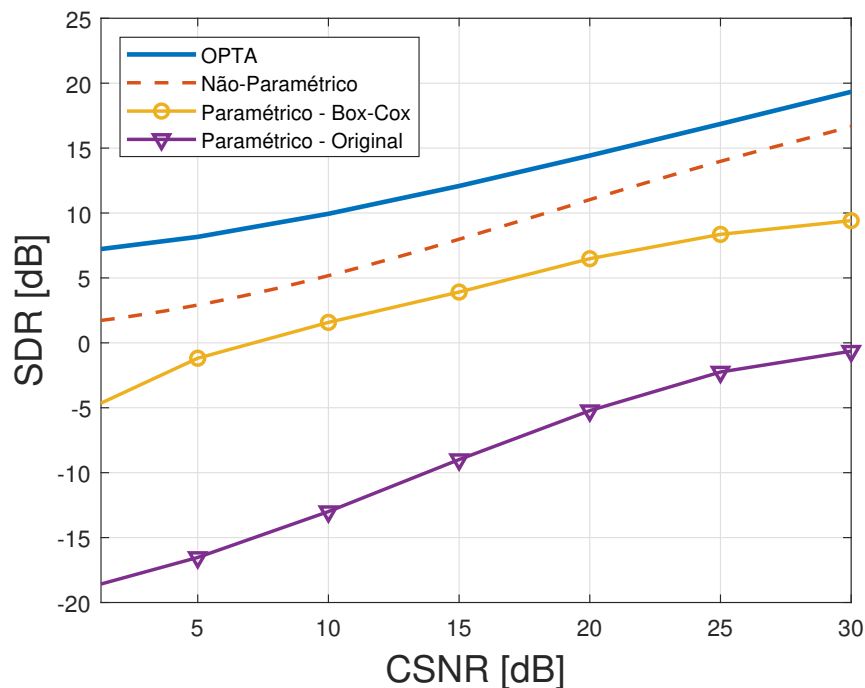 25
20
15
10
5
0
-5
-10
-15
-20
SDR [dB]
OPTA
Não-Paramétrico
Paramétrico - Box-Cox
Paramétrico - Original
5
10
15
20
25
30
CSNR [dB]